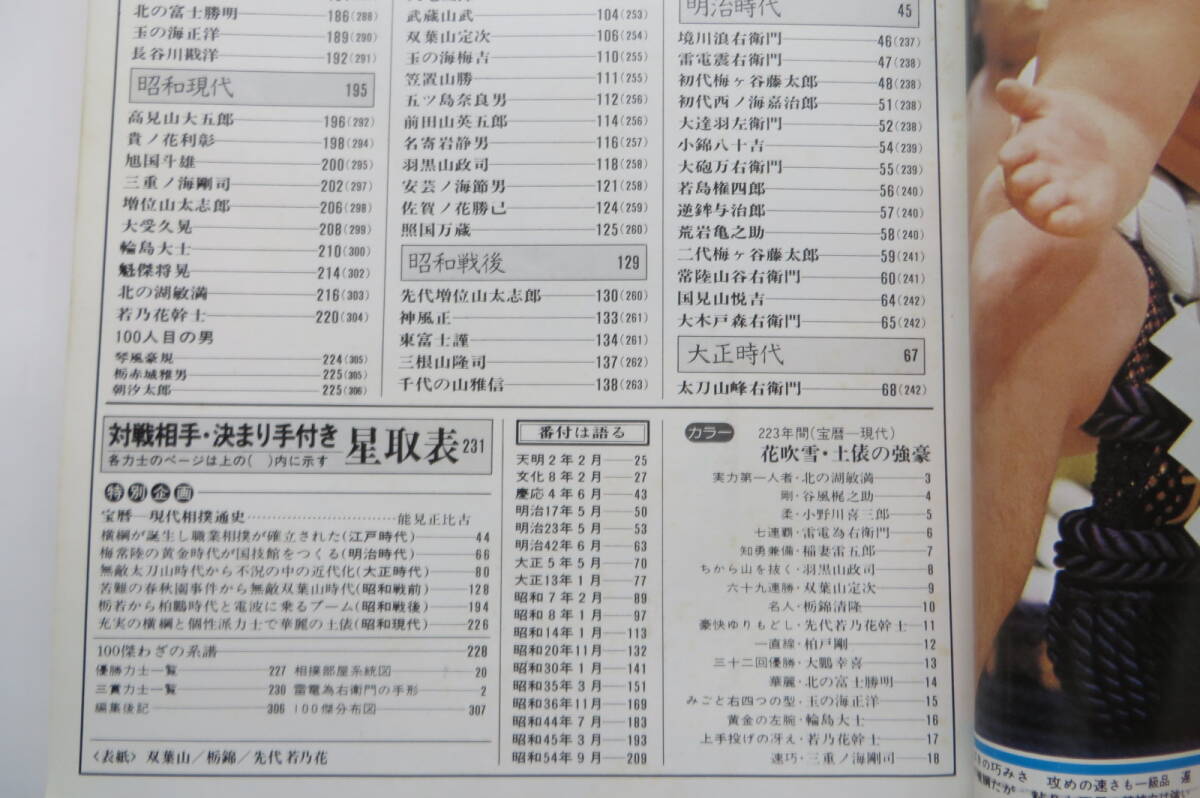 北の富士勝明 186(288)
玉の海正洋 189(290)
長谷川戡洋 192(291)
昭和現代 195
高見山大五郎 196(292)
貴ノ花利彰 198(294)
旭国斗雄 200(295)
三重ノ海剛司 202(297)
増位山太志郎 206(298)
大受久晃 208(299)
輪島大士 210(300)
魁傑将晃 214(302)
北の湖敏満 216(303)
若乃花幹士 220(304)
100人目の男
琴風豪規 224(305)
栃赤城雅男 225(305)
朝汐太郎 225(306)
武蔵山武 104(253)
双葉山定次 106(254)
玉の海梅吉 110(255)
笠置山勝一 111(255)
五ツ島奈良男 112(256)
前田山英五郎 114(256)
名寄岩静男 116(257)
羽黒山政司 118(258)
安芸ノ海節男 121(258)
佐賀ノ花勝己 124(259)
照国万蔵 125(260)
昭和戦後 129
先代増位山太志郎 130(260)
神風正一 133(261)
東富士謹一 134(261)
三根山隆司 137(262)
千代の山雅信 138(263)
明治時代 45
境川浪右衛門 46(237)
雷電震右衛門 47(238)
初代梅ヶ谷藤太郎 48(238)
初代西ノ海嘉治郎 51(238)
大達羽左衛門 52(238)
小錦八十吉 54(239)
大砲万右衛門 55(239)
若島権四郎 56(240)
逆鉾与治郎 57(240)
荒岩亀之助 58(240)
二代梅ヶ谷藤太郎 59(241)
常陸山谷右衛門 60(241)
国見山悦吉 64(242)
大木戸森右衛門 65(242)
大正時代 67
太刀山峰右衛門 68(242)
対戦相手・決まり手付き 星取表 231
各力士のページは上の( )内に示す
特別企画
宝暦―現代相撲通史 能見正比古
横綱が誕生し職業相撲が確立された(江戸時代) 44
梅常陸の黄金時代が国技館をつくる(明治時代) 66
無敵太刀山時代から不況の中の近代化(大正時代) 80
苦難の春秋園事件から無敵双葉山時代(昭和戦前) 128
栃若から柏鵬時代と電波に乗るブーム(昭和戦後) 194
充実の横綱と個性派力士で華麗の土俵(昭和現代) 226
100傑わざの系譜 228
優勝力士一覧 227 相撲部屋系統図 20
三賞力士一覧 230 雷電為右衛門の手形 2
編集後記 306 100傑分布図 307
〈表紙〉双葉山/栃錦/先代若乃花
番付は語る
天明2年2月 25
文化8年2月 27
慶応4年6月 43
明治17年5月 50
明治23年5月 53
明治42年6月 63
大正5年5月 70
大正13年1月 77
昭和7年2月 89
昭和8年1月 97
昭和14年1月 113
昭和20年11月 132
昭和30年1月 141
昭和35年3月 151
昭和36年11月 169
昭和44年7月 183
昭和45年3月 193
昭和54年9月 209
カラー 223年間(宝暦―現代)
花吹雪・土俵の強豪
実力第一人者・北の湖敏満 3
剛・谷風梶之助 4
柔・小野川喜三郎 5
七連覇・雷電為右衛門 6
知勇兼備・稲妻雷五郎 7
ちから山を抜く・羽黒山政司 8
六十九連勝・双葉山定次 9
名人・栃錦清隆 10
豪快ゆりもどし・先代若乃花幹士 11
一直線・柏戸剛 12
三十二回優勝・大鵬幸喜 13
華麗・北の富士勝明 14
みごと右四つの型・玉の海正洋 15
黄金の左腕・輪島大士 16
上手投げの冴え・若乃花幹士 17
速巧・三重ノ海剛司 18
の巧みさ 攻めの速さも一級品